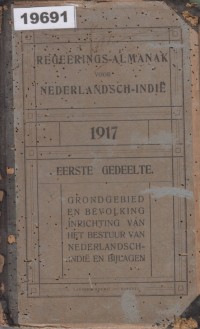 19691
REGEERINGS-ALMANAK
VOOR
NEDERLANDSCH-INDIË
1917
EERSTE GEDEELTE.
GRONDGEBIED
EN BEVOLKING
INRICHTING VAN
HET BESTUUR VAN
NEDERLANDSCH-
INDIË EN BIJLAGEN